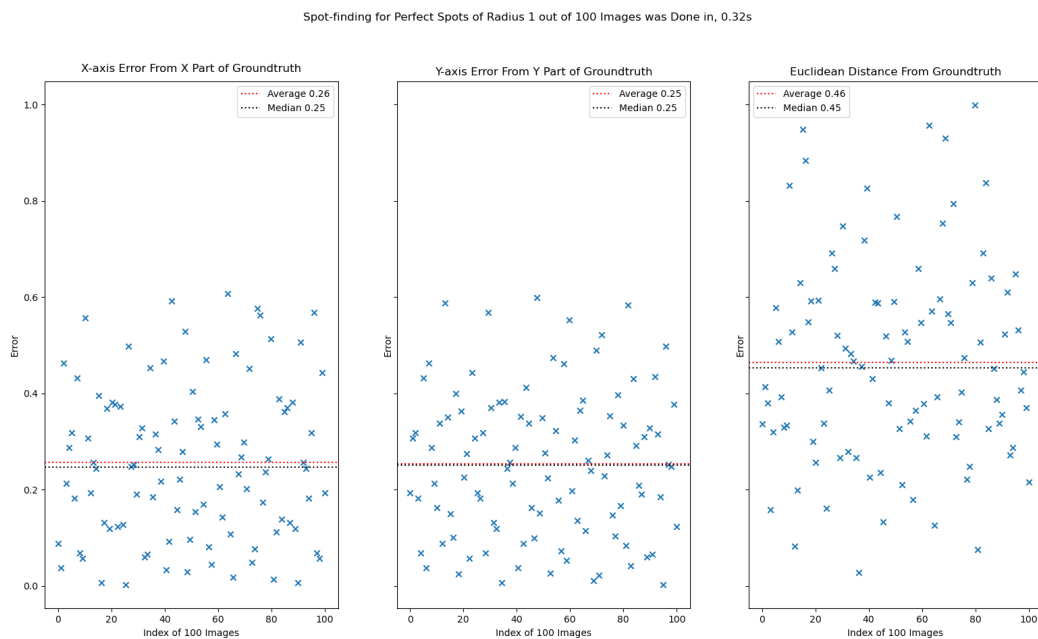 Spot-finding for Perfect Spots of Radius 1 out of 100 Images was Done in, 0.32s
X-axis Error From X Part of Groundtruth
Average 0.26
Median 0.25
Error
1.0
0.8
0.6
0.4
0.2
0.0
0 20 40 60 80 100
Index of 100 Images
Y-axis Error From Y Part of Groundtruth
Average 0.25
Median 0.25
Error
0 20 40 60 80 100
Index of 100 Images
Euclidean Distance From Groundtruth
Average 0.46
Median 0.45
Error
0 20 40 60 80 100
Index of 100 Images